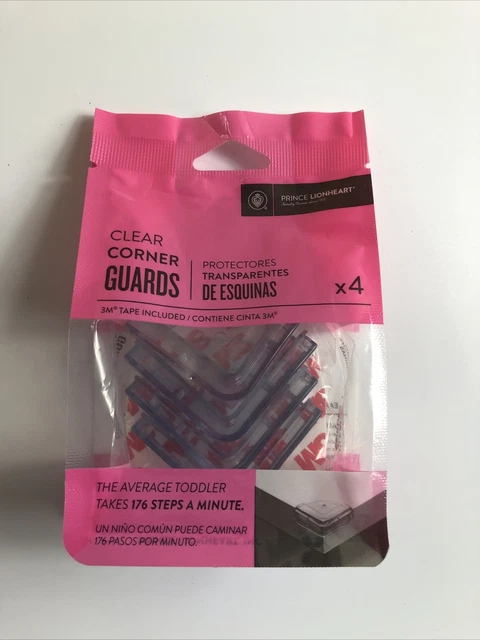 PRINCE LIONHEART®
CLEAR
CORNER
GUARDS
PROTECTORES
TRANSPARENTES
DE ESQUINAS
x4
3M® TAPE INCLUDED / CONTIENE CINTA 3M®
THE AVERAGE TODDLER
TAKES 176 STEPS A MINUTE.
UN NIÑO COMÚN PUEDE CAMINAR
176 PASOS POR MINUTO.